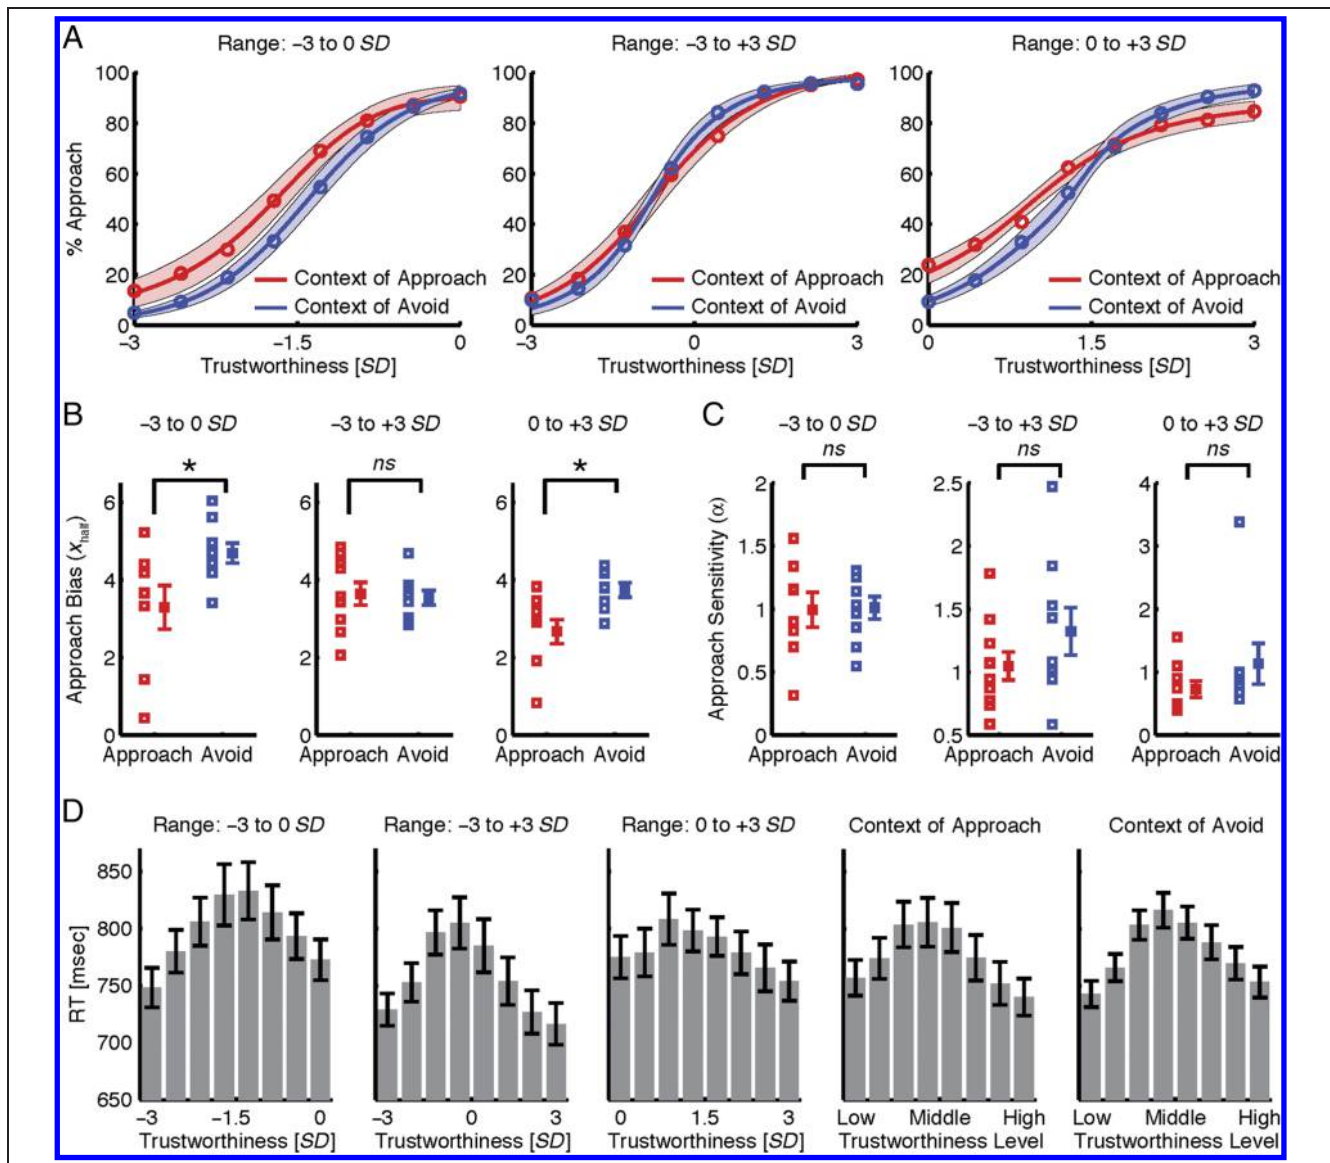 A
Range: –3 to 0 SD
Range: –3 to +3 SD
Range: 0 to +3 SD
% Approach
100
80
60
40
20
0
Context of Approach
Context of Avoid
–3
–1.5
0
Trustworthiness [SD]
100
80
60
40
20
0
Context of Approach
Context of Avoid
–3
0
3
Trustworthiness [SD]
100
80
60
40
20
0
Context of Approach
Context of Avoid
0
1.5
3
Trustworthiness [SD]
B
–3 to 0 SD
–3 to +3 SD
0 to +3 SD
*
ns
*
Approach Bias (xhalf)
6
4
2
0
Approach Avoid
6
4
2
0
Approach Avoid
6
4
2
0
Approach Avoid
C
–3 to 0 SD
–3 to +3 SD
0 to +3 SD
ns
ns
ns
Approach Sensitivity (α)
2
1.5
1
0.5
0
Approach Avoid
2.5
2
1.5
1
0.5
Approach Avoid
4
3
2
1
0
Approach Avoid
D
Range: –3 to 0 SD
Range: –3 to +3 SD
Range: 0 to +3 SD
Context of Approach
Context of Avoid
RT [msec]
850
800
750
700
650
–3
–1.5
0
Trustworthiness [SD]
–3
0
3
Trustworthiness [SD]
0
1.5
3
Trustworthiness [SD]
Low Middle High
Trustworthiness Level
Low Middle High
Trustworthiness Level